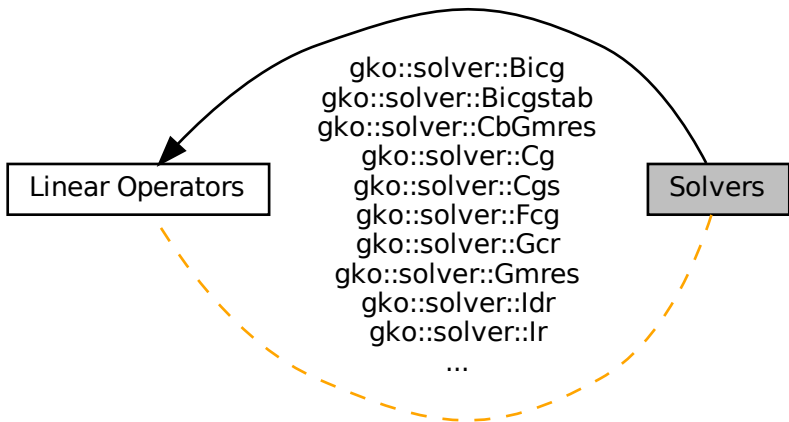 gko::solver::Bicg
gko::solver::Bicgstab
gko::solver::CbGmres
gko::solver::Cg
Linear Operators
gko::solver::Cgs
Solvers
gko::solver::Fcg
gko::solver::Gcr
gko::solver::Gmres
gko::solver::Idr
gko::solver::Ir
...